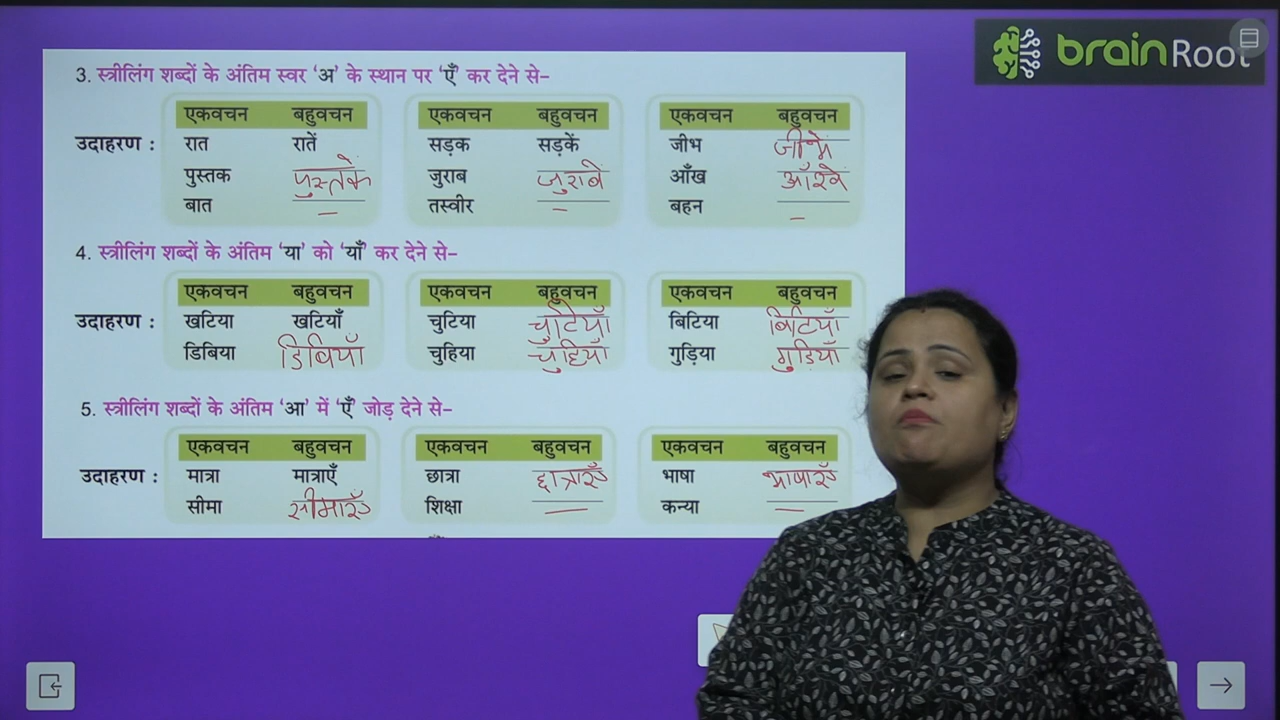 brainRoot
3. स्त्रीलिंग शब्दों के अंतिम स्वर ‘अ’ के स्थान पर ‘एँ’ कर देने से–
एकवचन बहुवचन एकवचन बहुवचन एकवचन बहुवचन
उदाहरण : रात रातें सड़क सड़कें जीभ जीभें
पुस्तक पुस्तकें जुराब जुराबें आँख आँखें
बात – तस्वीर – बहन –
4. स्त्रीलिंग शब्दों के अंतिम ‘या’ को ‘याँ’ कर देने से–
एकवचन बहुवचन एकवचन बहुवचन एकवचन बहुवचन
उदाहरण : खटिया खटियाँ चुटिया चुटियाँ बिटिया बिटियाँ
डिबिया डिबियाँ चुहिया चुहियाँ गुड़िया गुड़ियाँ
5. स्त्रीलिंग शब्दों के अंतिम ‘आ’ में ‘एँ’ जोड़ देने से–
एकवचन बहुवचन एकवचन बहुवचन एकवचन बहुवचन
उदाहरण : मात्रा मात्राएँ छात्रा छात्राएँ भाषा भाषाएँ
सीमा सीमाएँ शिक्षा – कन्या –